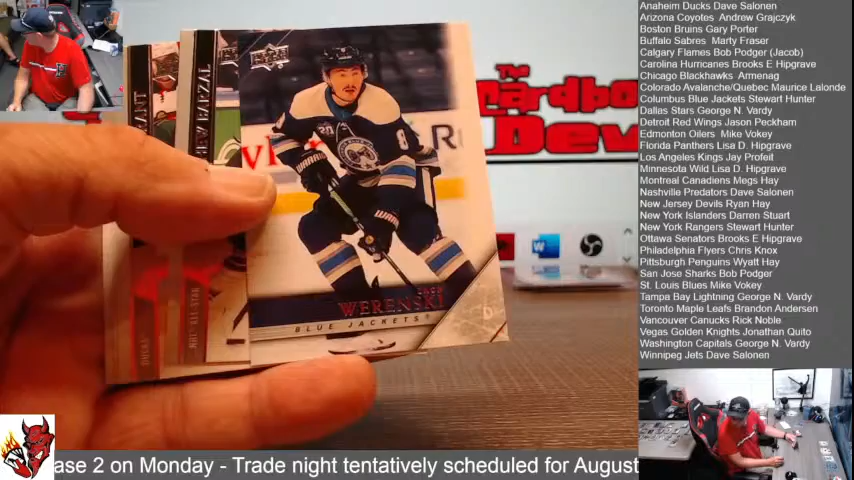 Anaheim Ducks Dave Salonen
Arizona Coyotes Andrew Grajczyk
Boston Bruins Gary Porter
Buffalo Sabres Marty Fraser
Calgary Flames Bob Podger (Jacob)
Carolina Hurricanes Brooks E Hipgrave
Chicago Blackhawks Armenag
Colorado Avalanche/Quebec Maurice Lalonde
Columbus Blue Jackets Stewart Hunter
Dallas Stars George N. Vardy
Detroit Red Wings Jason Peckham
Edmonton Oilers Mike Vokey
Florida Panthers Lisa D. Hipgrave
Los Angeles Kings Jay Profeit
Minnesota Wild Lisa D. Hipgrave
Montreal Canadiens Megs Hay
Nashville Predators Dave Salonen
New Jersey Devils Ryan Hay
New York Islanders Darren Stuart
New York Rangers Stewart Hunter
Ottawa Senators Brooks E Hipgrave
Philadelphia Flyers Chris Knox
Pittsburgh Penguins Wyatt Hay
San Jose Sharks Bob Podger
St. Louis Blues Mike Vokey
Tampa Bay Lightning George N. Vardy
Toronto Maple Leafs Brandon Andersen
Vancouver Canucks Rick Noble
Vegas Golden Knights Jonathan Quito
Washington Capitals George N. Vardy
Winnipeg Jets Dave Salonen
The
ardbo
Dev
WERENSKI
BLUE JACKETS
8
W
ase 2 on Monday - Trade night tentatively scheduled for August